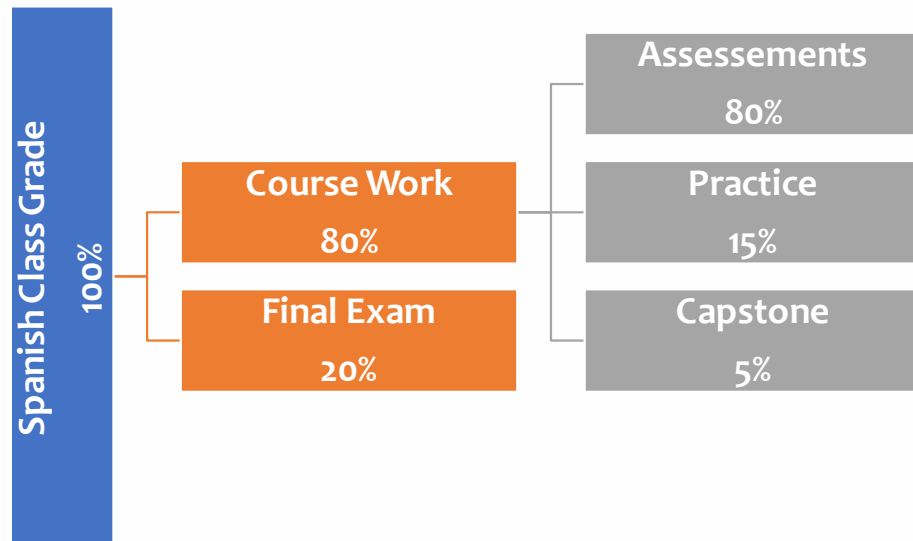 Spanish Class Grade
100%
Course Work
80%
Final Exam
20%
Assessements
80%
Practice
15%
Capstone
5%